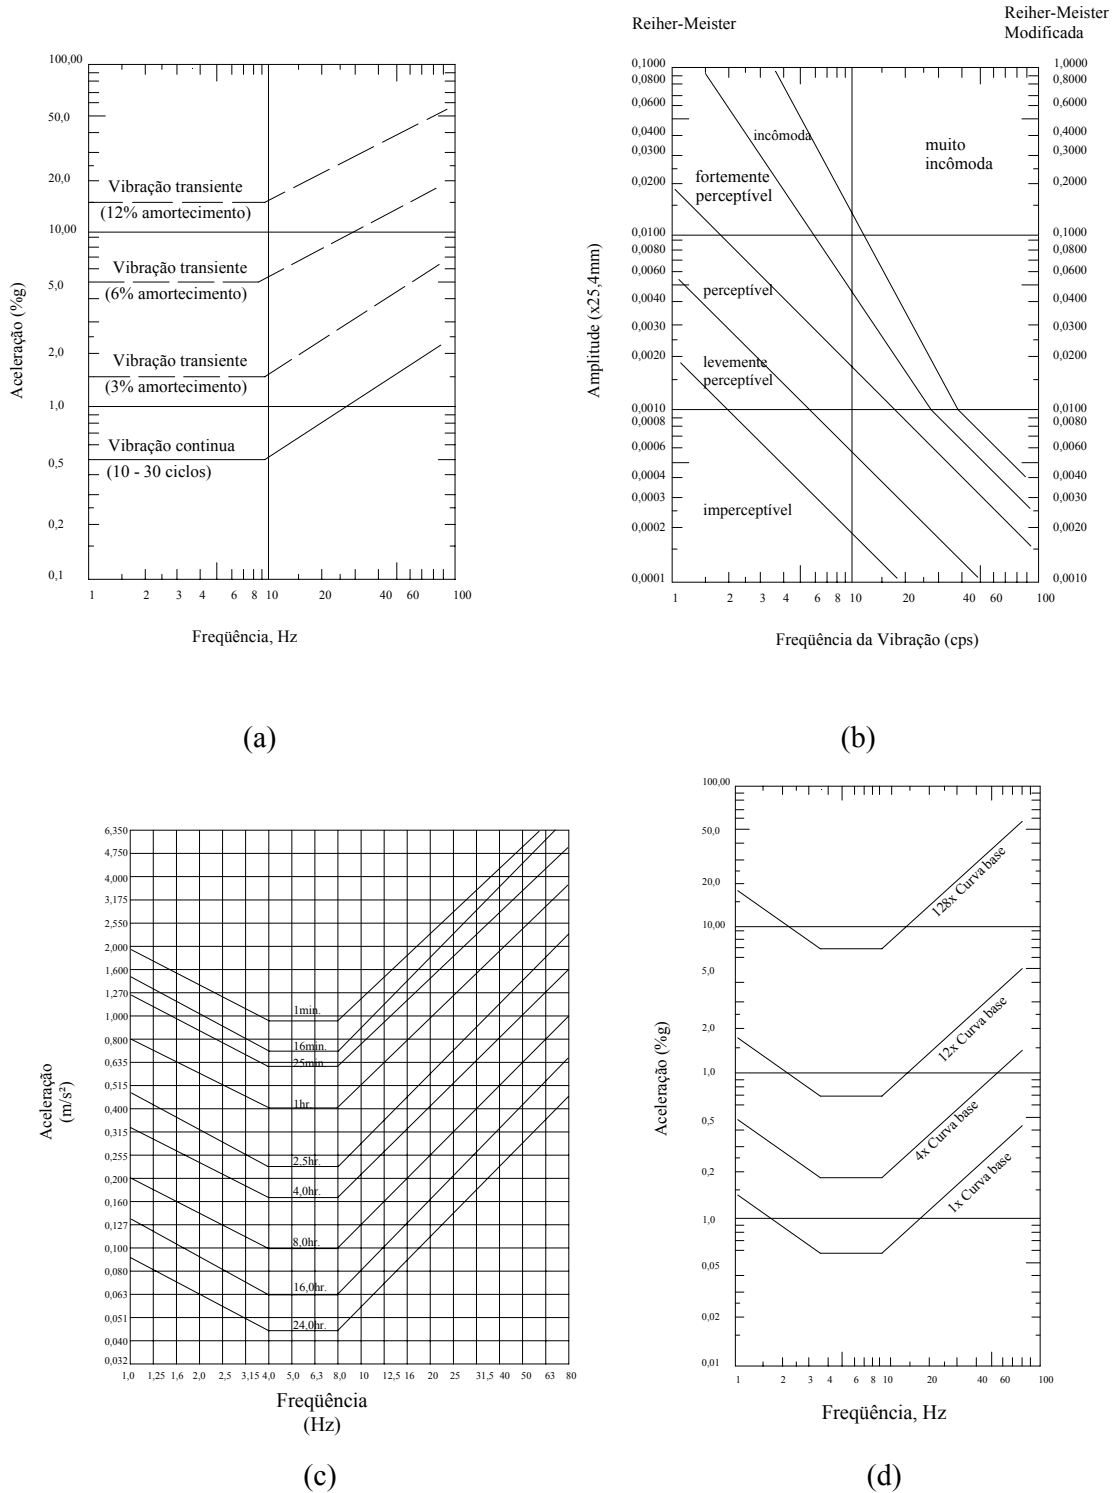 100,00
50,0
20,0
10,00
5,0
2,0
1,0
0,5
0,2
0,1
Aceleração (%g)
Vibração transiente
(12% amortecimento)
Vibração transiente
(6% amortecimento)
Vibração transiente
(3% amortecimento)
Vibração continua
(10 - 30 ciclos)
1 2 3 4 6 8 10 20 40 60 100
Freqüência, Hz
(a)
Reiher-Meister
Reiher-Meister
Modificada
0,1000
0,0800
0,0600
0,0400
0,0300
0,0200
0,0100
0,0080
0,0060
0,0040
0,0030
0,0020
0,0010
0,0008
0,0006
0,0004
0,0003
0,0002
0,0001
Amplitude (x25,4mm)
incômoda
muito
incômoda
fortemente
perceptível
perceptível
levemente
perceptível
imperceptível
1,0000
0,8000
0,6000
0,4000
0,3000
0,2000
0,1000
0,0800
0,0600
0,0400
0,0300
0,0200
0,0100
0,0080
0,0060
0,0040
0,0030
0,0020
0,0010
1 2 3 4 6 8 10 20 40 60 100
Freqüência da Vibração (cps)
(b)
6,350
4,750
4,000
3,175
2,550
2,000
1,600
1,270
1,000
0,800
0,635
0,515
0,400
0,315
0,255
0,200
0,160
0,127
0,100
0,080
0,063
0,051
0,040
0,032
Aceleração
(m/s²)
1min.
16min.
25min.
1hr.
2,5hr.
4,0hr.
8,0hr.
16,0hr.
24,0hr.
1,0 1,25 1,6 2,0 2,5 3,15 4,0 5,0 6,3 8,0 10 12,5 16 20 25 31,5 40 50 63 80
Freqüência
(Hz)
(c)
100,00
50,0
20,0
10,00
5,0
2,0
1,0
0,5
0,2
1,0
0,05
0,02
0,01
Aceleração (%g)
128x Curva base
12x Curva base
4x Curva base
1x Curva base
1 2 3 4 6 8 10 20 40 60 100
Freqüência, Hz
(d)